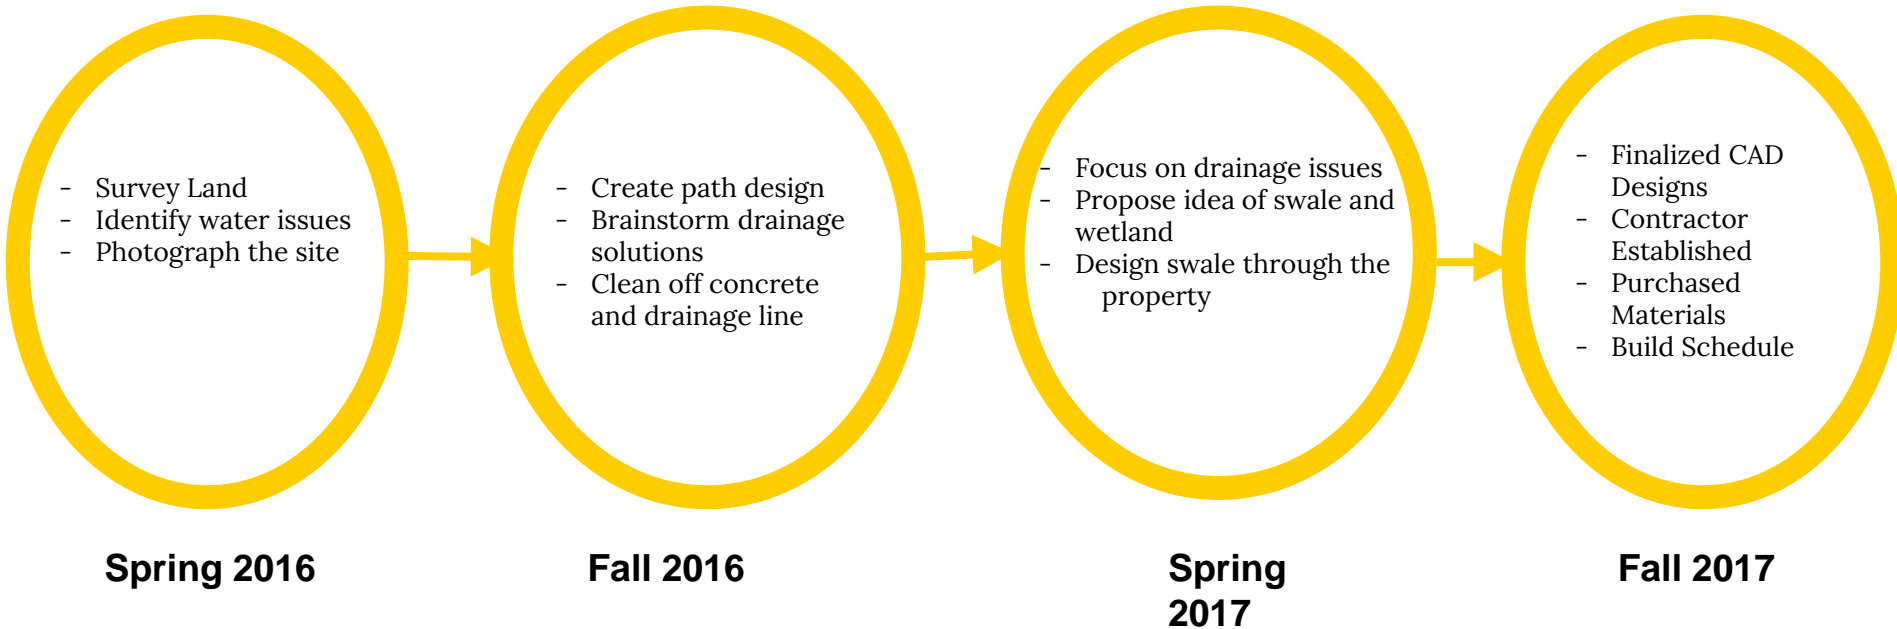 - Survey Land
- Identify water issues
- Photograph the site
Spring 2016
- Create path design
- Brainstorm drainage
solutions
- Clean off concrete
and drainage line
Fall 2016
- Focus on drainage issues
- Propose idea of swale and
wetland
- Design swale through the
property
Spring
2017
- Finalized CAD
Designs
- Contractor
Established
- Purchased
Materials
- Build Schedule
Fall 2017